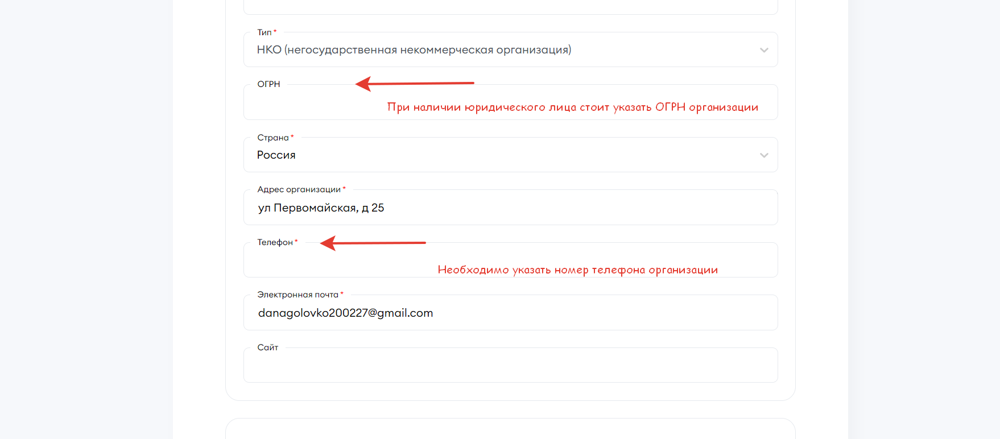 Тип *
НКО (негосударственная некоммерческая организация)
ОГРН
При наличии юридического лица стоит указать ОГРН организации
Страна *
Россия
Адрес организации *
ул Первомайская, д 25
Телефон *
Необходимо указать номер телефона организации
Электронная почта *
danagolovko200227@gmail.com
Сайт